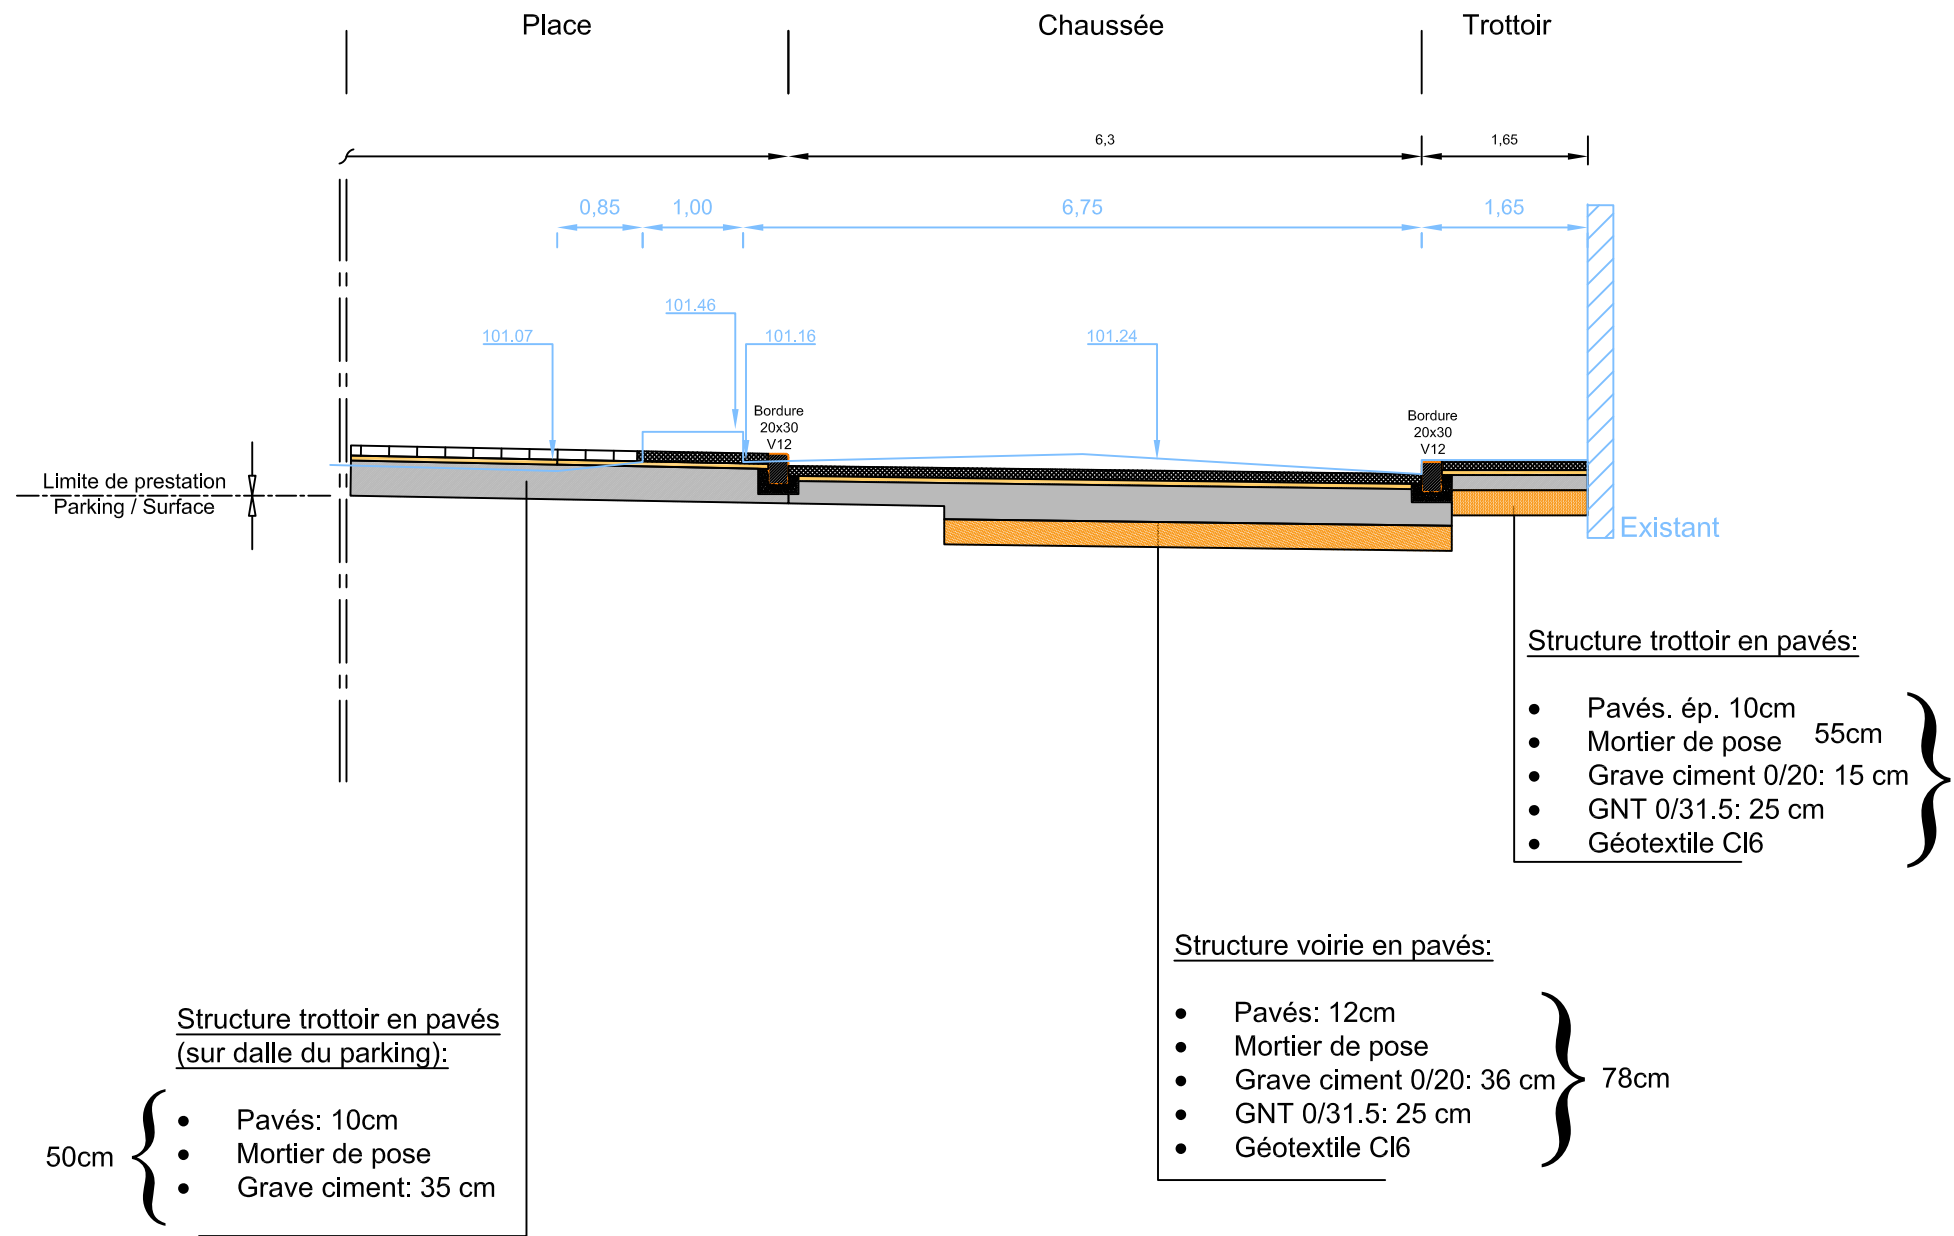 Place
Chaussée
Trottoir
6,3
1,65
0,85
1,00
6,75
1,65
101.46
101.07
101.16
101.24
Bordure
20x30
V12
Bordure
20x30
V12
Limite de prestation
Parking / Surface
Existant
Structure trottoir en pavés:
• Pavés. ép. 10cm
• Mortier de pose
55cm
• Grave ciment 0/20: 15 cm
• GNT 0/31.5: 25 cm
• Géotextile Cl6
Structure voirie en pavés:
• Pavés: 12cm
• Mortier de pose
• Grave ciment 0/20: 36 cm
78cm
• GNT 0/31.5: 25 cm
• Géotextile Cl6
Structure trottoir en pavés
(sur dalle du parking):
• Pavés: 10cm
50cm
• Mortier de pose
• Grave ciment: 35 cm